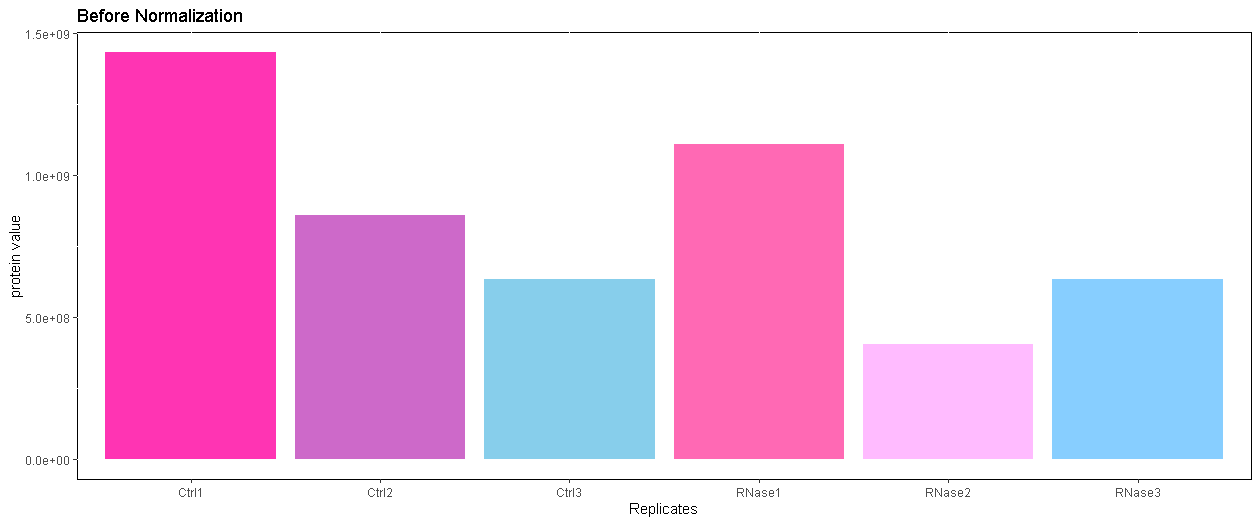 Before Normalization
1.5e+09
1.0e+09
5.0e+08
0.0e+00
protein value
Ctrl1 Ctrl2 Ctrl3 RNase1 RNase2 RNase3
Replicates